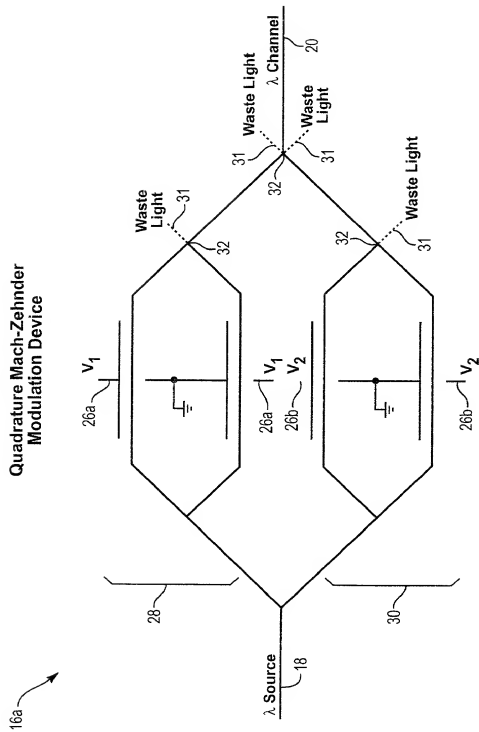 Quadrature Mach-Zehnder
Modulation Device
16a
28
30
λ Source
18
26a
V1
V1
26a
V2
26b
V2
26b
Waste
Light
31
32
Waste Light
31
32
31
Waste
Light
32
31
Waste Light
λ Channel
20